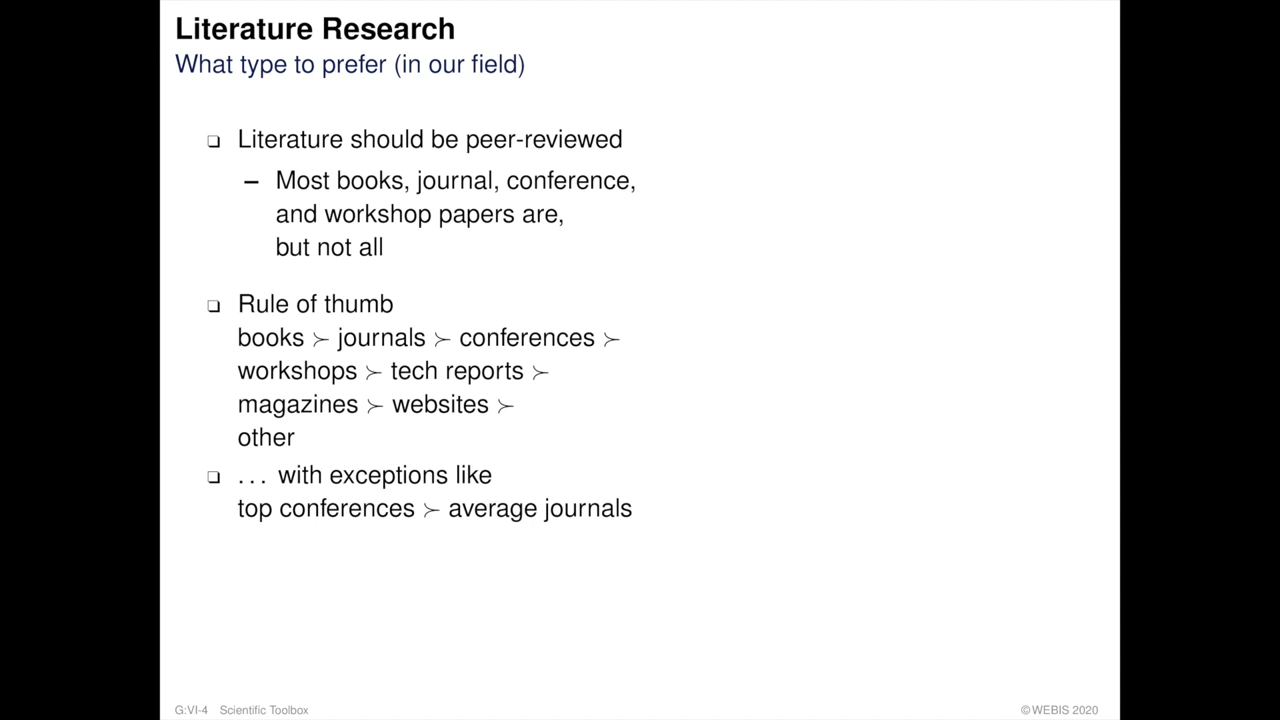 Literature Research
What type to prefer (in our field)
❑ Literature should be peer-reviewed
– Most books, journal, conference,
and workshop papers are,
but not all
❑ Rule of thumb
books ≻ journals ≻ conferences ≻
workshops ≻ tech reports ≻
magazines ≻ websites ≻
other
❑ ... with exceptions like
top conferences ≻ average journals
G:VI-4 Scientific Toolbox
©WEBIS 2020